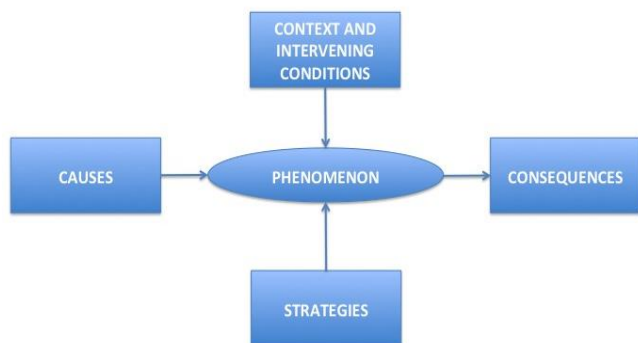 CONTEXT AND
INTERVENING
CONDITIONS
CAUSES
PHENOMENON
CONSEQUENCES
STRATEGIES